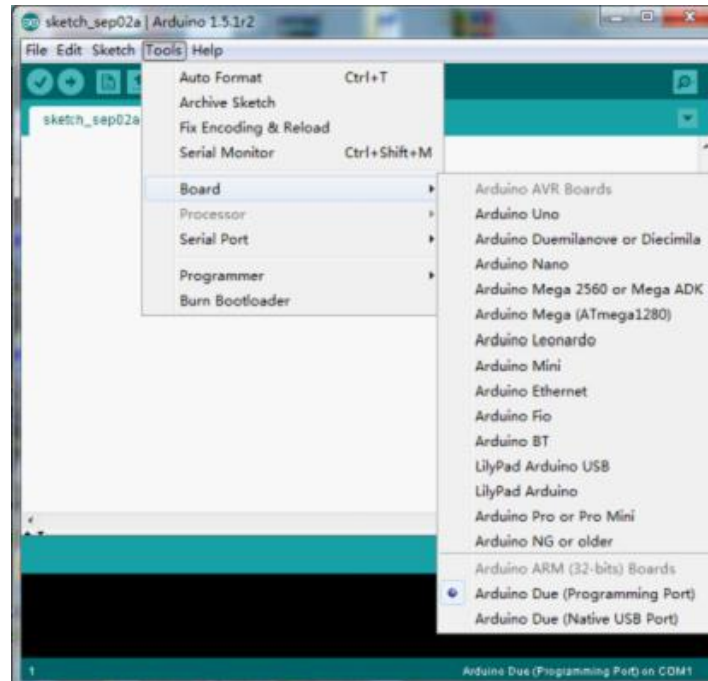 sketch_sep02a | Arduino 1.5.1r2
File Edit Sketch Tools Help
sketch_sep02a
Auto Format Ctrl+T
Archive Sketch
Fix Encoding & Reload
Serial Monitor Ctrl+Shift+M
Board
Processor
Serial Port
Programmer
Burn Bootloader
Arduino AVR Boards
Arduino Uno
Arduino Duemilanove or Diecimila
Arduino Nano
Arduino Mega 2560 or Mega ADK
Arduino Mega (ATmega1280)
Arduino Leonardo
Arduino Mini
Arduino Ethernet
Arduino Fio
Arduino BT
LilyPad Arduino USB
LilyPad Arduino
Arduino Pro or Pro Mini
Arduino NG or older
Arduino ARM (32-bits) Boards
Arduino Due (Programming Port)
Arduino Due (Native USB Port)
1 Arduino Due (Programming Port) on COM1